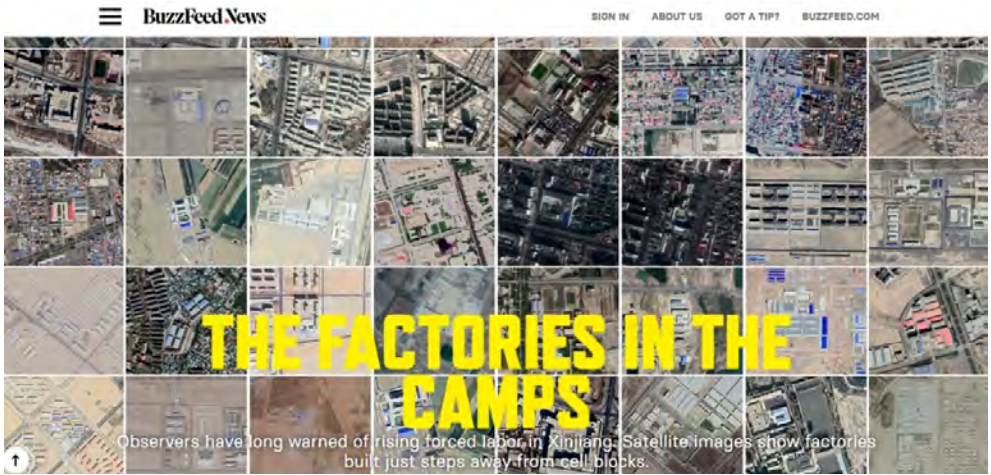 BuzzFeed News
SIGN IN ABOUT US GOT A TIP? BUZZFEED.COM
THE FACTORIES IN THE
CAMPS
Observers have long warned of rising forced labor in Xinjiang. Satellite images show factories
built just steps away from cell blocks.